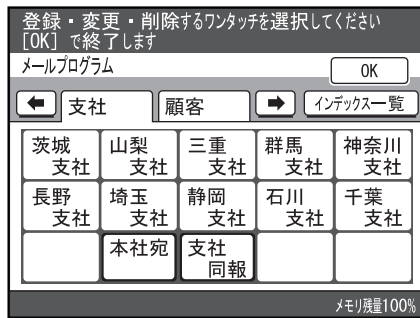 登録・変更・削除するワンタッチを選択してください
[OK] で終了します
メールプログラム
OK
支社
顧客
インデックス一覧
茨城
支社
山梨
支社
三重
支社
群馬
支社
神奈川
支社
長野
支社
埼玉
支社
静岡
支社
石川
支社
千葉
支社
本社宛
支社
同報
メモリ残量100%